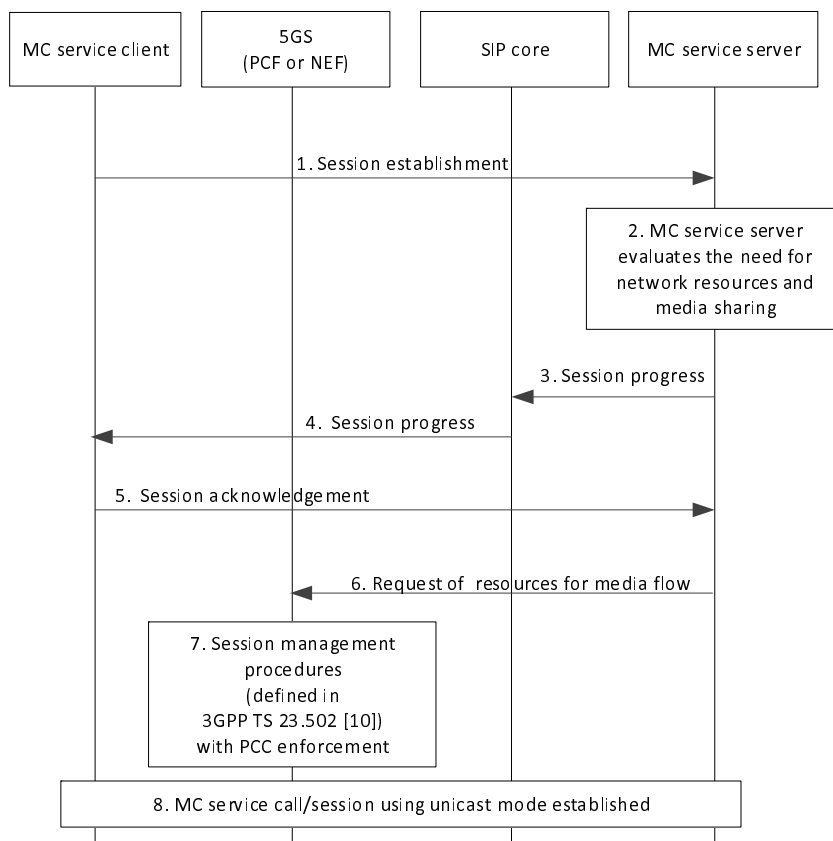 MC service client
5GS
(PCF or NEF)
SIP core
MC service server
1. Session establishment
2. MC service server
evaluates the need for
network resources and
media sharing
3. Session progress
4. Session progress
5. Session acknowledgement
6. Request of resources for media flow
7. Session management
procedures
(defined in
3GPP TS 23.502 [10])
with PCC enforcement
8. MC service call/session using unicast mode established